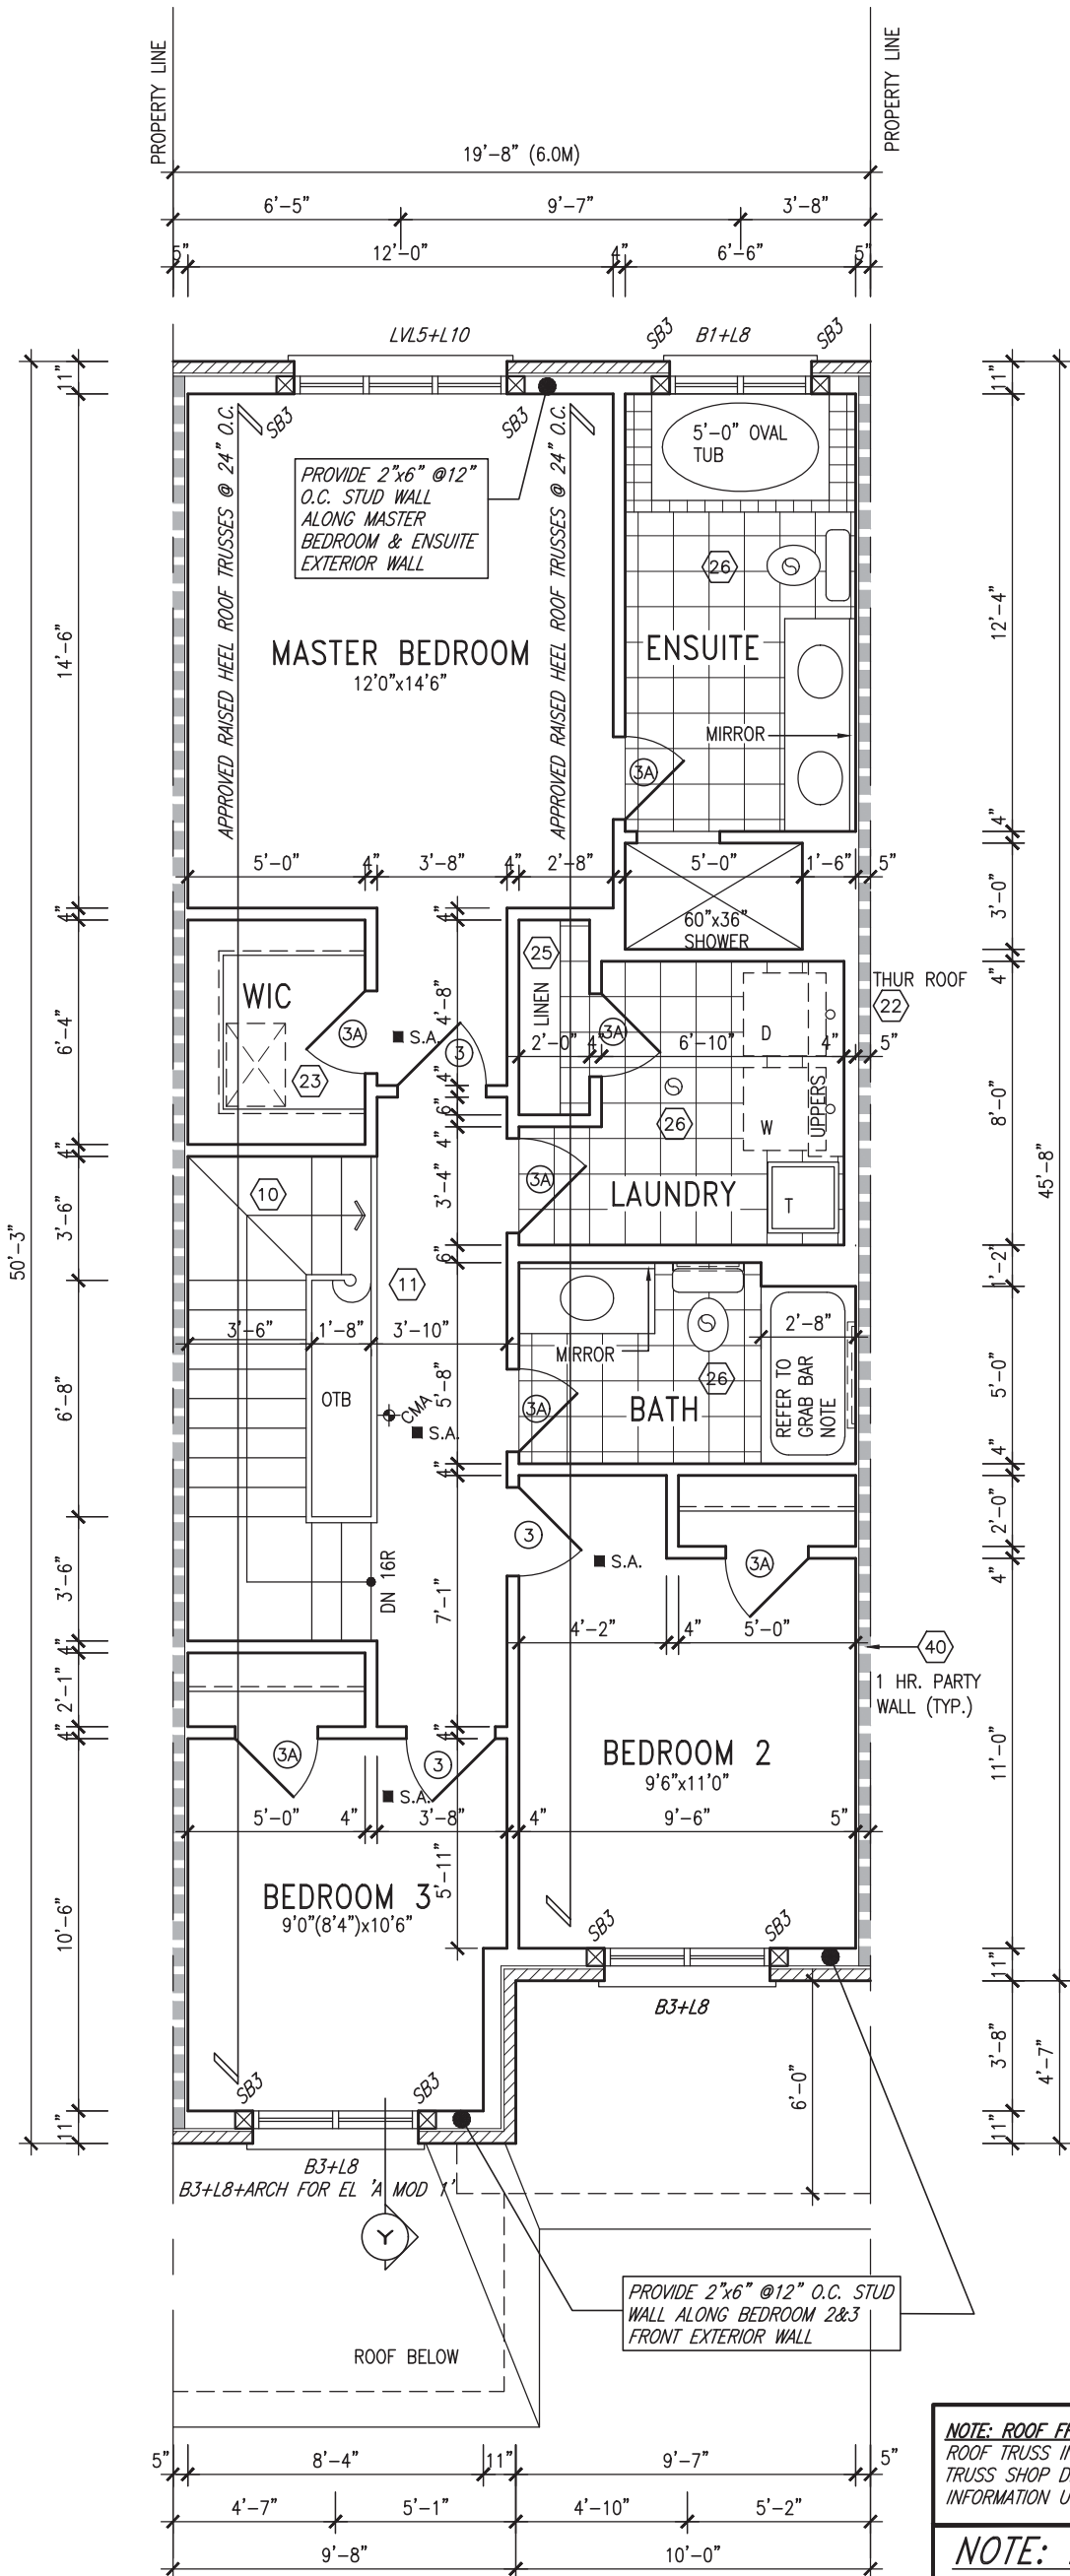 PROPERTY LINE
PROPERTY LINE
19'-8" (6.0M)
6'-5" 9'-7" 3'-8"
5" 12'-0" 4" 6'-6" 5"
LVL5+L10
SB3 B1+L8 SB3
11"
11"
SB3 SB3
5'-0" OVAL
TUB
APPROVED RAISED HEEL ROOF TRUSSES @ 24" O.C.
APPROVED RAISED HEEL ROOF TRUSSES @ 24" O.C.
PROVIDE 2"x6" @12"
O.C. STUD WALL
ALONG MASTER
BEDROOM & ENSUITE
EXTERIOR WALL
26
14'-6"
12'-4"
MASTER BEDROOM
12'0"x14'6"
ENSUITE
MIRROR
3A
4"
5'-0" 4" 3'-8" 4" 2'-8" 5'-0" 1'-6" 5"
3'-0"
4"
4"
60"x36"
SHOWER
25
LINEN
4"
WIC
THUR ROOF
22
4'-8"
3A
S.A.
3
3A
D
6'-4"
2'-0" 4" 6'-10" 4" 5"
23
4"
6"
26
W
UPPERS
8'-0"
4"
4"
3'-4"
3A
LAUNDRY
T
10
3'-6"
45'-8"
50'-3"
6"
1'-2"
11
3'-6" 1'-8" 3'-10"
2'-8"
MIRROR
5'-8"
26
REFER TO
GRAB BAR
NOTE
5'-0"
6'-8"
OTB
CMA
S.A.
3A
BATH
4"
4"
3
S.A.
3A
2'-0"
4"
3'-6"
DN 16R
7'-1"
4'-2" 4" 5'-0"
40
1 HR. PARTY
WALL (TYP.)
4"
2'-1"
4"
4"
3A
3
S.A.
BEDROOM 2
9'6"x11'0"
11'-0"
5'-0" 4" 3'-8" 4" 9'-6" 5"
5'-11"
BEDROOM 3
9'0"(8'4")x10'6"
10'-6"
SB3 SB3
11"
B3+L8
3'-8"
4'-7"
6'-0"
SB3 SB3
11"
11"
B3+L8
B3+L8+ARCH FOR EL 'A MOD 1'
Y
PROVIDE 2"x6" @12" O.C. STUD
WALL ALONG BEDROOM 2&3
FRONT EXTERIOR WALL
ROOF BELOW
5" 8'-4" 11" 9'-7" 5"
4'-7" 5'-1" 4'-10" 5'-2"
9'-8" 10'-0"
NOTE: ROOF
ROOF TRUSS
TRUSS SHOP
INFORMATION
NOTE: